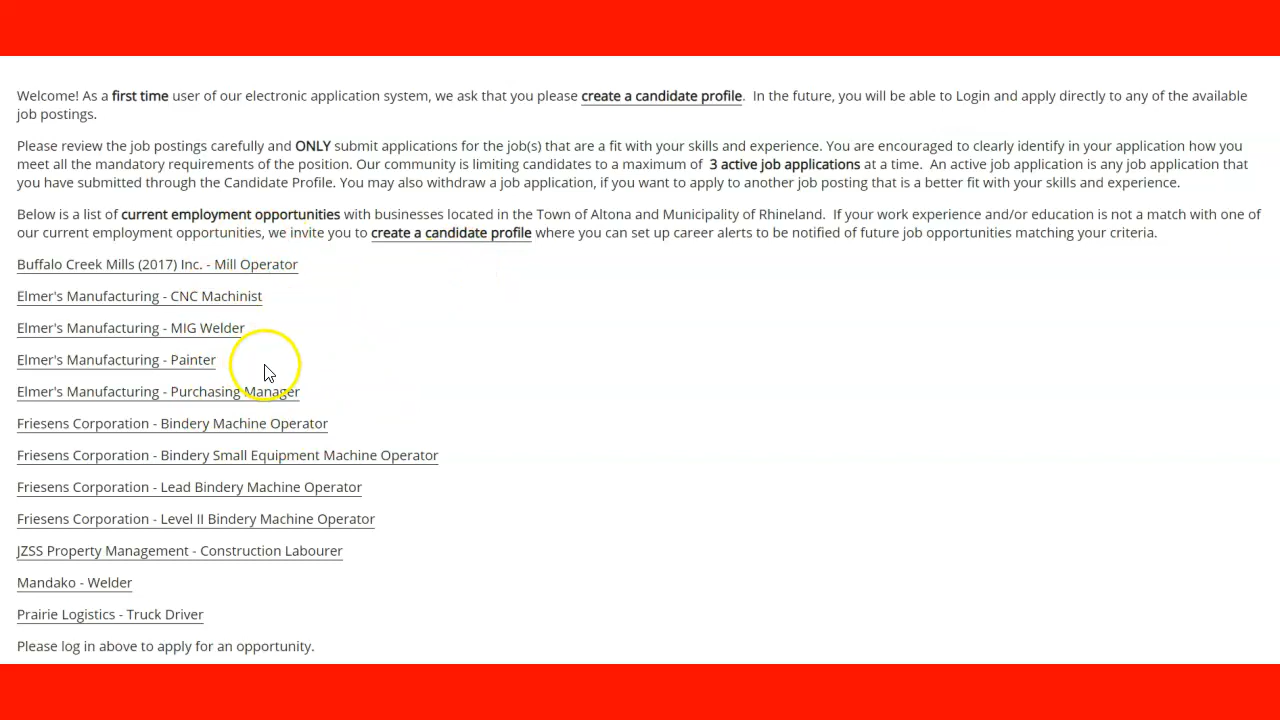 Welcome! As a first time user of our electronic application system, we ask that you please create a candidate profile.  In the future, you will be able to Login and apply directly to any of the available
job postings.
Please review the job postings carefully and ONLY submit applications for the job(s) that are a fit with your skills and experience. You are encouraged to clearly identify in your application how you
meet all the mandatory requirements of the position. Our community is limiting candidates to a maximum of  3 active job applications at a time.  An active job application is any job application that
you have submitted through the Candidate Profile. You may also withdraw a job application, if you want to apply to another job posting that is a better fit with your skills and experience.
Below is a list of current employment opportunities with businesses located in the Town of Altona and Municipality of Rhineland.  If your work experience and/or education is not a match with one of
our current employment opportunities, we invite you to create a candidate profile where you can set up career alerts to be notified of future job opportunities matching your criteria.
Buffalo Creek Mills (2017) Inc. - Mill Operator
Elmer's Manufacturing - CNC Machinist
Elmer's Manufacturing - MIG Welder
Elmer's Manufacturing - Painter
Elmer's Manufacturing - Purchasing Manager
Friesens Corporation - Bindery Machine Operator
Friesens Corporation - Bindery Small Equipment Machine Operator
Friesens Corporation - Lead Bindery Machine Operator
Friesens Corporation - Level II Bindery Machine Operator
JZSS Property Management - Construction Labourer
Mandako - Welder
Prairie Logistics - Truck Driver
Please log in above to apply for an opportunity.